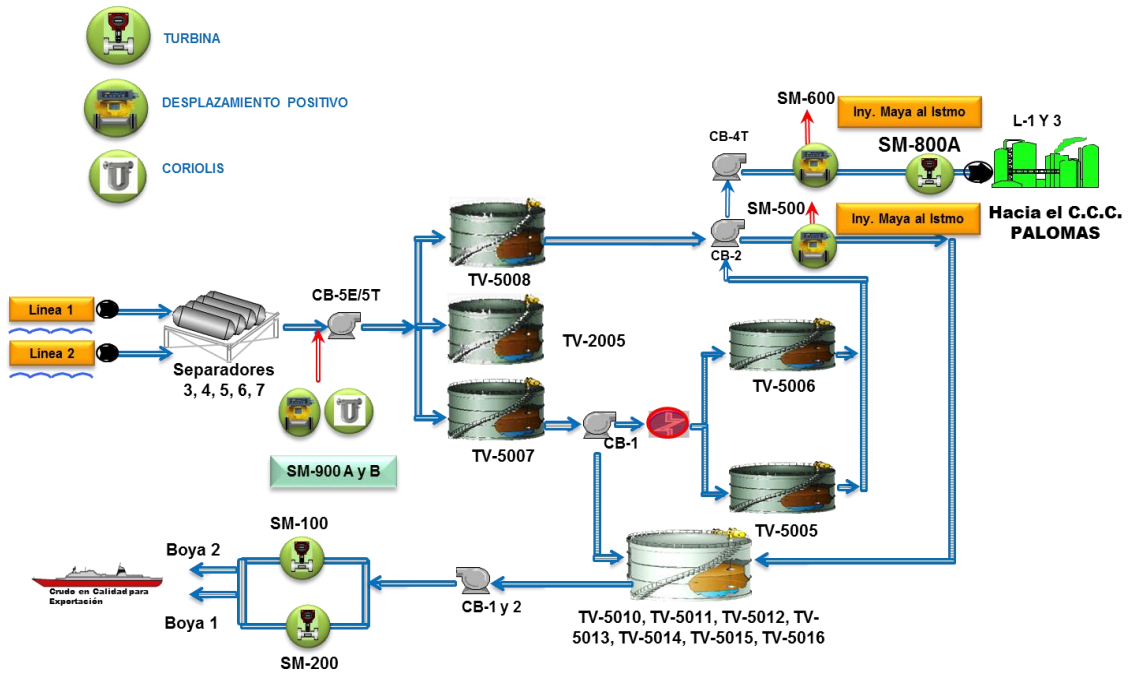 TURBINA
DESPLAZAMIENTO POSITIVO
CORIOLIS
SM-600
Iny. Maya al Istmo
L-1 Y 3
CB-4T
SM-800A
SM-500
Iny. Maya al Istmo
Hacia el C.C.C.
PALOMAS
CB-2
TV-5008
Linea 1
Linea 2
CB-5E/5T
Separadores
3, 4, 5, 6, 7
TV-2005
TV-5006
TV-5007
CB-1
SM-900 A y B
TV-5005
SM-100
Boya 2
Crudo en Calidad para
Exportación
Boya 1
SM-200
CB-1 y 2
TV-5010, TV-5011, TV-5012, TV-
5013, TV-5014, TV-5015, TV-5016